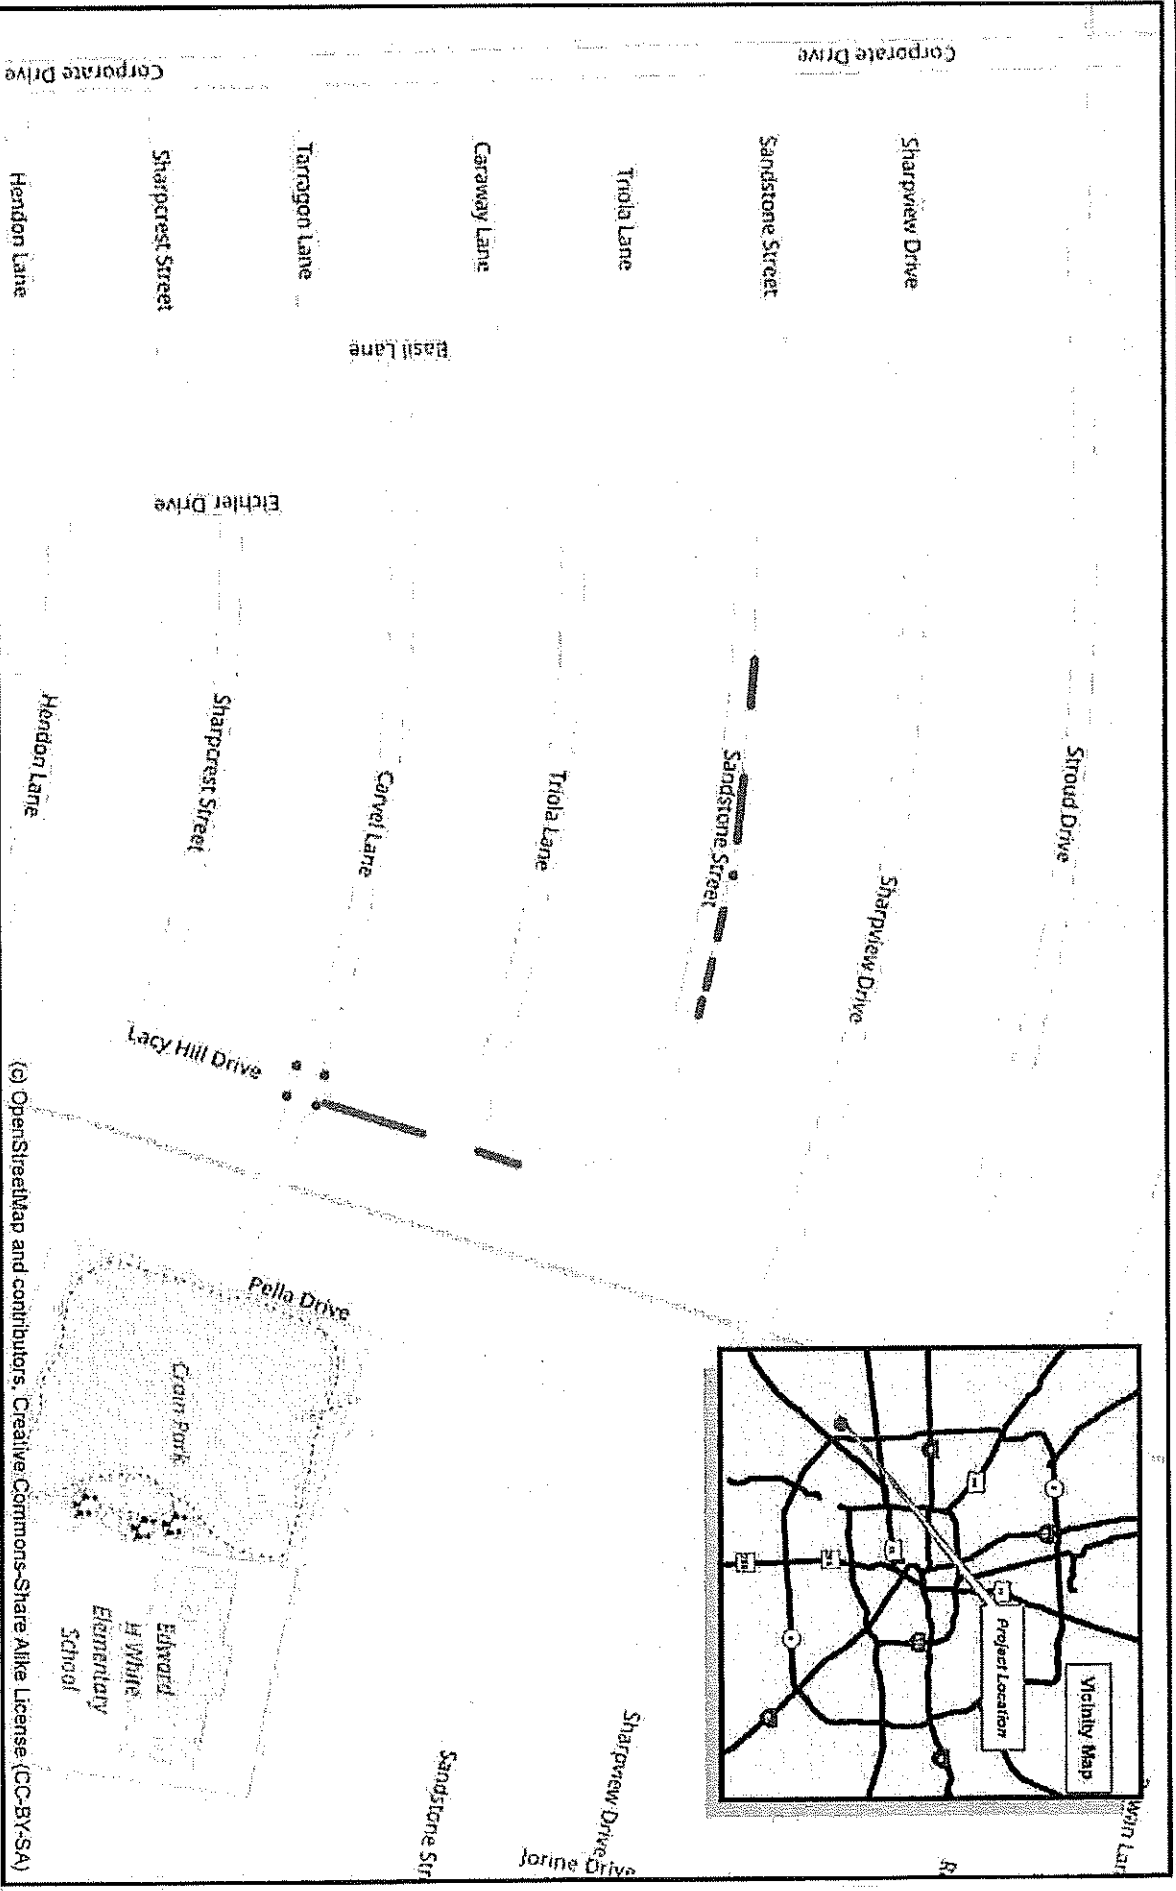 Corporate Drive
Corporate Drive
Hendon Lane
Sharpcrest Street
Tarragon Lane
Caraway Lane
Triola Lane
Sandstone Street
Sharpview Drive
Basil Lane
Eichler Drive
Hendon Lane
Sharpcrest Street
Carvel Lane
Triola Lane
Sandstone Street
Sharpview Drive
Stroud Drive
Lacy Hill Drive
Pella Drive
Crain Park
Edward
H White
Elementary
School
Sandstone Str
Sharpview Drive
Jorine Drive
Vicinity Map
Project Location
(c) OpenStreetMap and contributors, Creative Commons-Share Alike License (CC-BY-SA)